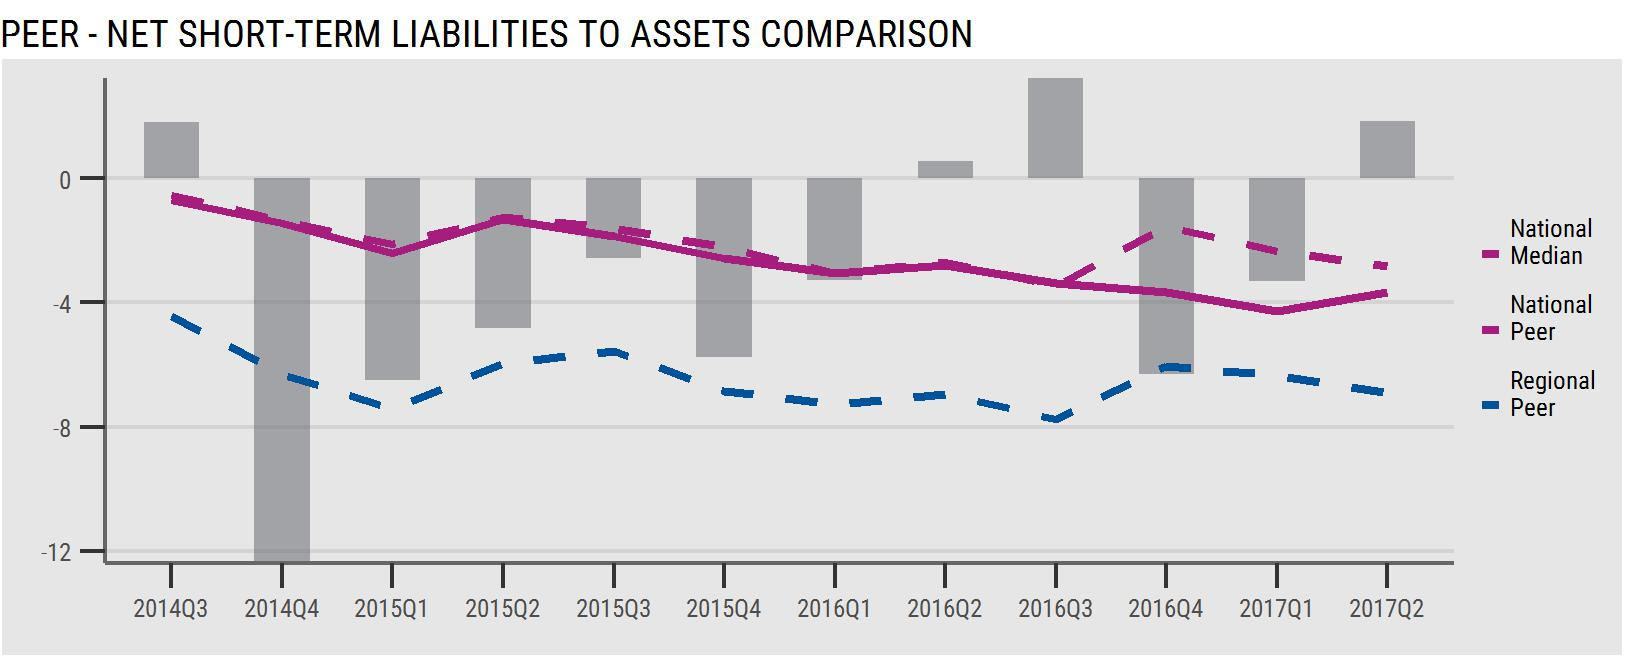 PEER - NET SHORT-TERM LIABILITIES TO ASSETS COMPARISON
0
-4
-8
-12
2014Q3 2014Q4 2015Q1 2015Q2 2015Q3 2015Q4 2016Q1 2016Q2 2016Q3 2016Q4 2017Q1 2017Q2
National
Median
National
Peer
Regional
Peer